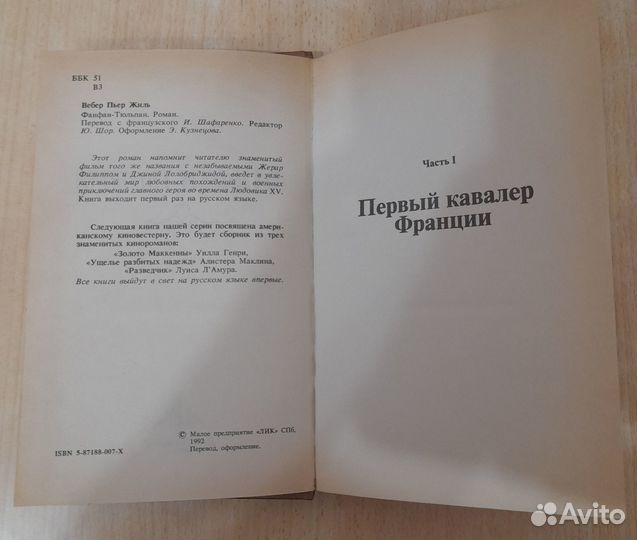 ББК 51
В3
Вебер Пьер Жиль
Фанфан-Тюльпан. Роман.
Перевод с французского И. Шафаренко. Редактор
Ю. Шор. Оформление Э. Кузнецова.
Этот роман напомнит читателю знаменитый
фильм того же названия с незабываемыми Жерар
Филиппом и Джиной Лолобриджидой, введет в увле-
кательный мир любовных похождений и военных
приключений главного героя во времена Людовика XV.
Книга выходит первый раз на русском языке.
Следующая книга нашей серии посвящена амери-
канскому киновестерну. Это будет сборник из трех
знаменитых кинороманов:
«Золото Маккенны» Уилла Генри,
«Ущелье разбитых надежд» Алистера Маклина,
«Разведчик» Луиса Л'Амура.
Все книги выйдут в свет на русском языке впервые.
© Малое предприятие «ЛИК» СПб,
1992
Перевод, оформление.
ISBN 5-87188-007-X
Часть I
Первый кавалер
Франции
Avito